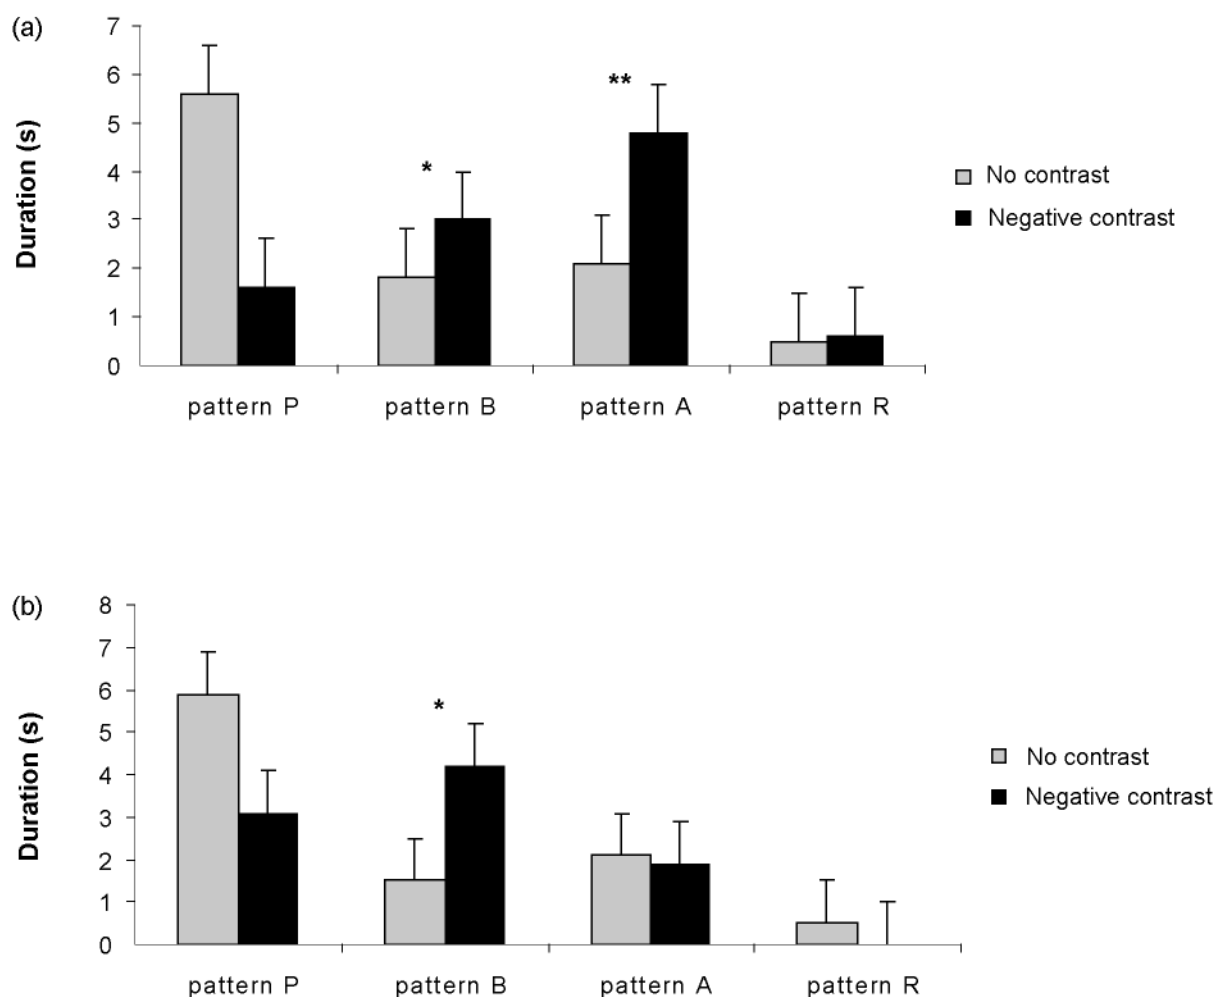 (a)
7
6
5
4
3
2
1
0
Duration (s)
*
**
pattern P pattern B pattern A pattern R
No contrast
Negative contrast
(b)
8
7
6
5
4
3
2
1
0
Duration (s)
*
pattern P pattern B pattern A pattern R
No contrast
Negative contrast